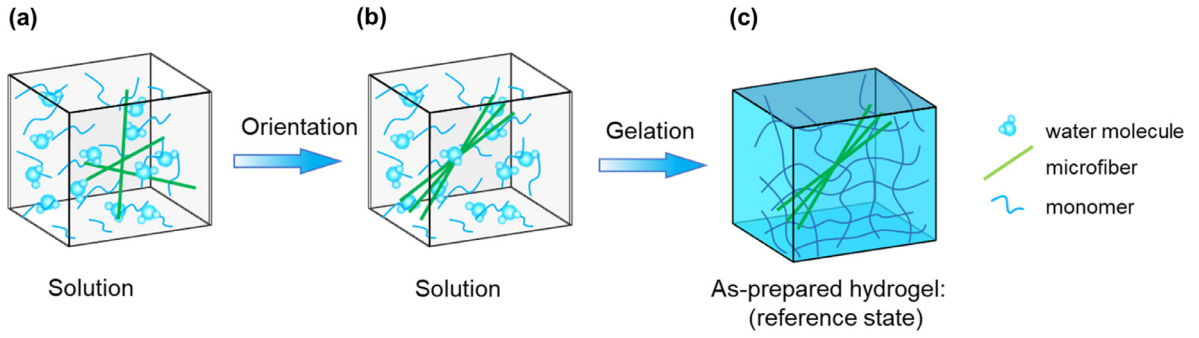 (a)
(b)
(c)
Orientation
Gelation
water molecule
microfiber
monomer
Solution
Solution
As-prepared hydrogel:
(reference state)